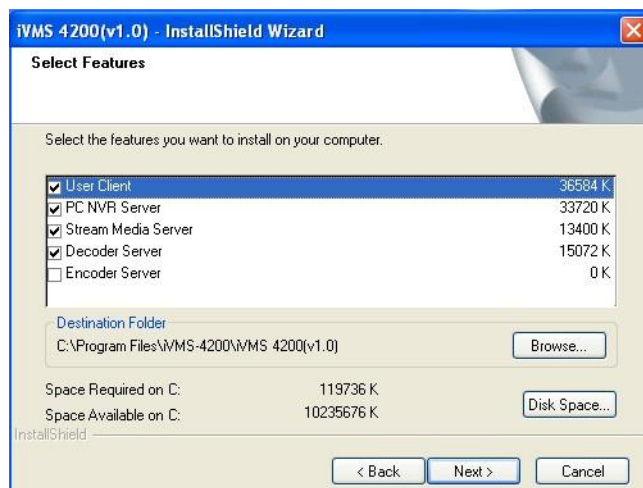 iVMS 4200(v1.0) - InstallShield Wizard
Select Features
Select the features you want to install on your computer.
User Client 36584 K
PC NVR Server 33720 K
Stream Media Server 13400 K
Decoder Server 15072 K
Encoder Server 0 K
Destination Folder
C:\Program Files\iVMS-4200\iVMS 4200(v1.0)
Browse...
Space Required on C: 119736 K
Space Available on C: 10235676 K
Disk Space...
InstallShield
< Back Next > Cancel